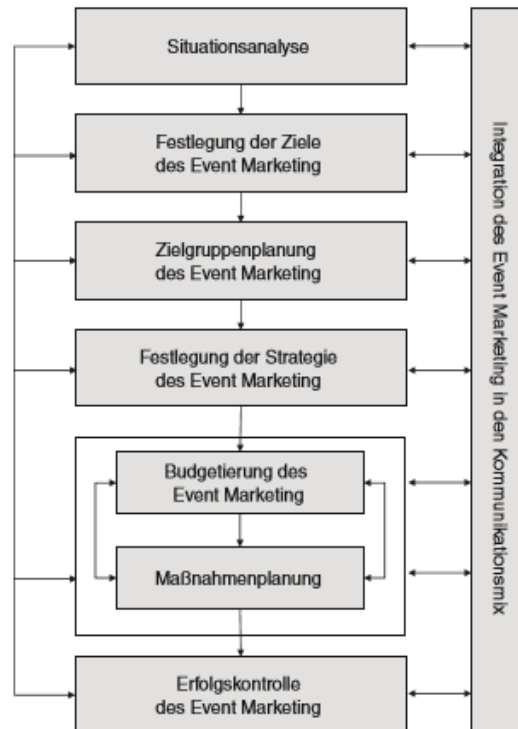 Situationsanalyse
Festlegung der Ziele
des Event Marketing
Zielgruppenplanung
des Event Marketing
Festlegung der Strategie
des Event Marketing
Budgetierung des
Event Marketing
Maßnahmenplanung
Erfolgskontrolle
des Event Marketing
Integration des Event Marketing in den Kommunikationsmix